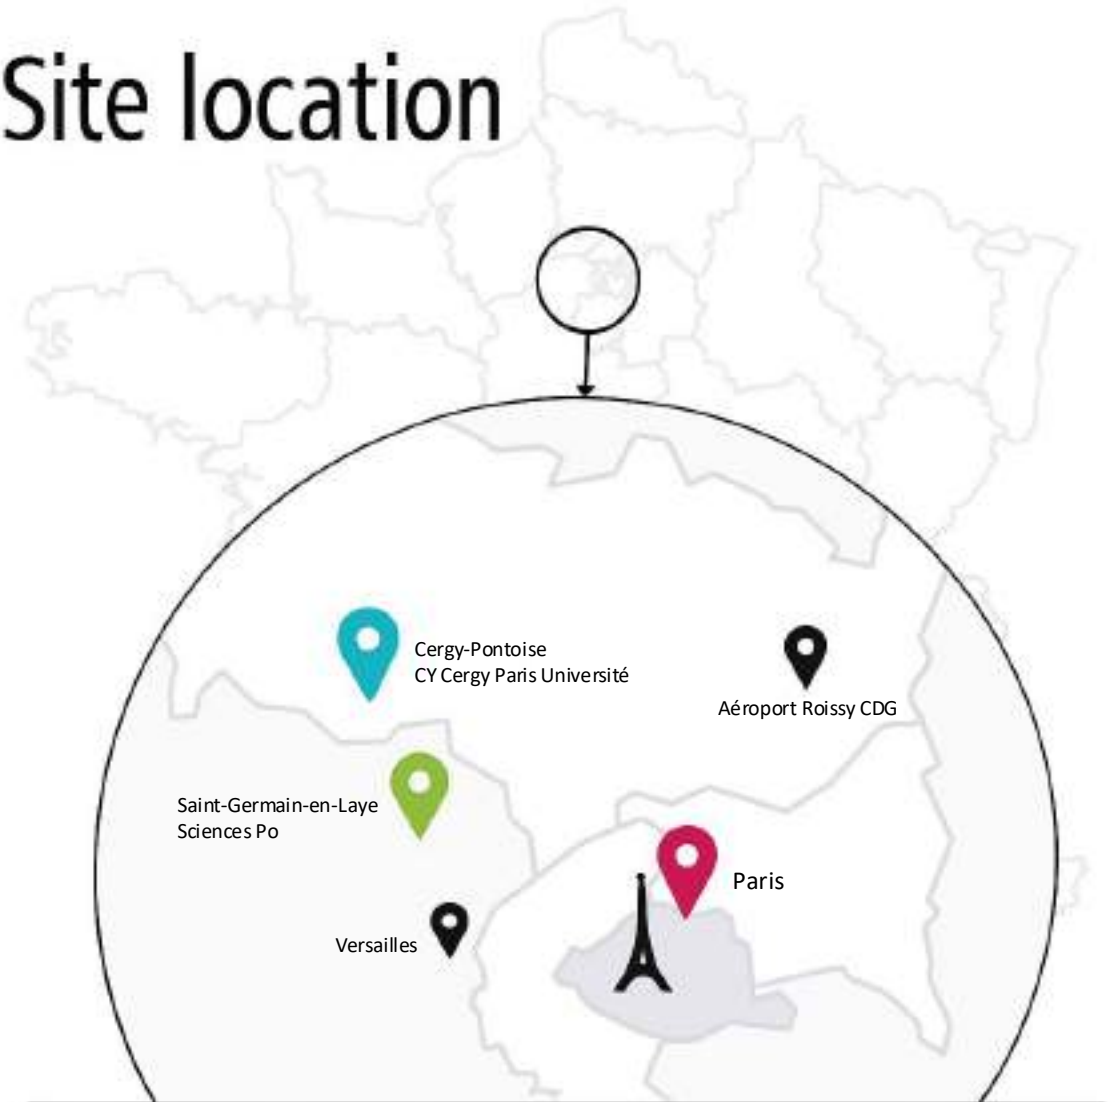 Site location
Cergy-Pontoise
CY Cergy Paris Université
Aéroport Roissy CDG
Saint-Germain-en-Laye
Sciences Po
Paris
Versailles